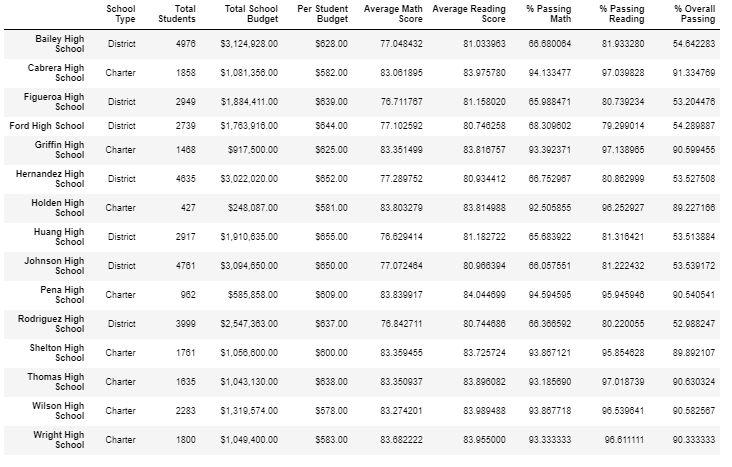 School Type Total Students Total School Budget Per Student Budget Average Math Score Average Reading Score % Passing Math % Passing Reading % Overall Passing
Bailey High School District 4976 $3,124,928.00 $628.00 77.048432 81.033963 66.680064 81.933280 54.642283
Cabrera High School Charter 1858 $1,081,356.00 $582.00 83.061895 83.975780 94.133477 97.039828 91.334769
Figueroa High School District 2949 $1,884,411.00 $639.00 76.711767 81.158020 65.988471 80.739234 53.204476
Ford High School District 2739 $1,763,916.00 $644.00 77.102592 80.746258 68.309602 79.299014 54.289887
Griffin High School Charter 1468 $917,500.00 $625.00 83.351499 83.816757 93.392371 97.138965 90.599455
Hernandez High School District 4635 $3,022,020.00 $652.00 77.289752 80.934412 66.752967 80.862999 53.527508
Holden High School Charter 427 $248,087.00 $581.00 83.803279 83.814988 92.505855 96.252927 89.227166
Huang High School District 2917 $1,910,635.00 $655.00 76.629414 81.182722 65.683922 81.316421 53.513884
Johnson High School District 4761 $3,094,650.00 $650.00 77.072464 80.966394 66.057551 81.222432 53.539172
Pena High School Charter 962 $585,858.00 $609.00 83.839917 84.044699 94.594595 95.945946 90.540541
Rodriguez High School District 3999 $2,547,363.00 $637.00 76.842711 80.744686 66.366592 80.220055 52.988247
Shelton High School Charter 1761 $1,056,600.00 $600.00 83.359455 83.725724 93.867121 95.854628 89.892107
Thomas High School Charter 1635 $1,043,130.00 $638.00 83.350937 83.896082 93.185690 97.018739 90.630324
Wilson High School Charter 2283 $1,319,574.00 $578.00 83.274201 83.989488 93.867718 96.539641 90.582567
Wright High School Charter 1800 $1,049,400.00 $583.00 83.682222 83.955000 93.333333 96.611111 90.333333